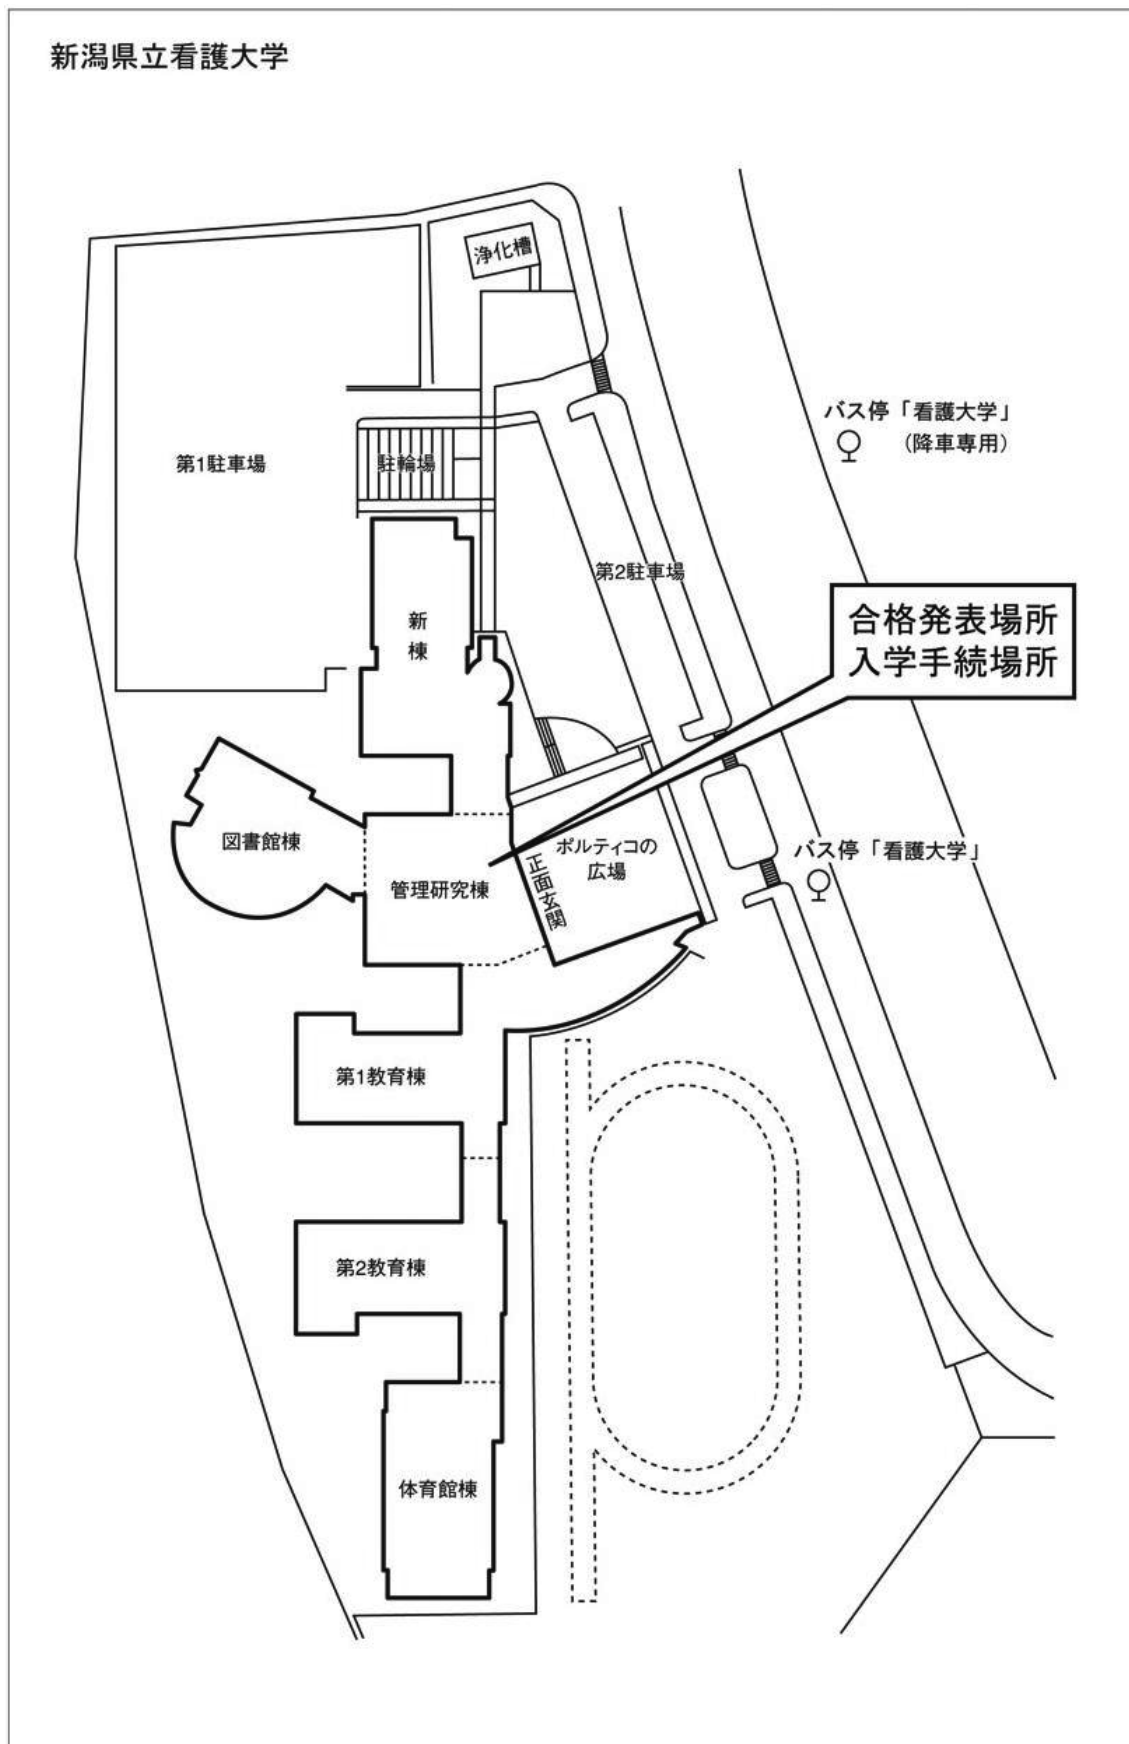 新潟県立看護大学
浄化槽
バス停「看護大学」
（降車専用）
第1駐車場
駐輪場
第2駐車場
新棟
合格発表場所
入学手続場所
図書館棟
管理研究棟
正面玄関
ポルティコの
広場
バス停「看護大学」
第1教育棟
第2教育棟
体育館棟